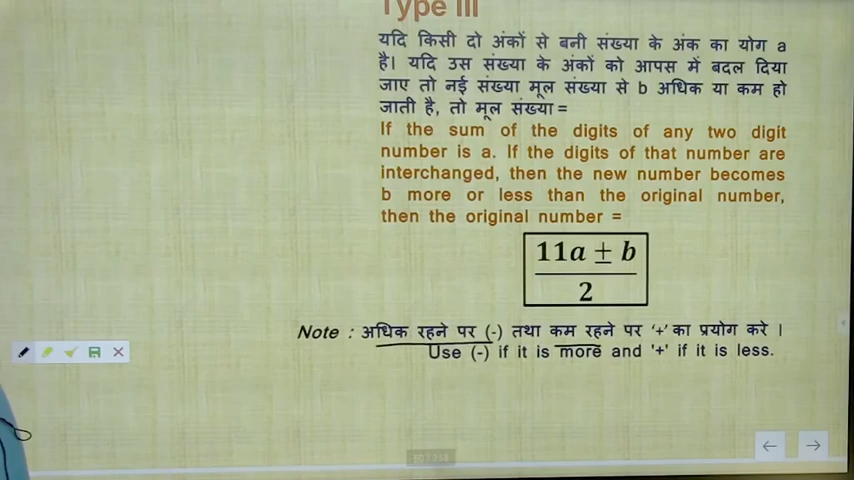 Type III
यदि किसी दो अंकों से बनी संख्या के अंक का योग a
है। यदि उस संख्या के अंकों को आपस में बदल दिया
जाए तो नई संख्या मूल संख्या से b अधिक या कम हो
जाती है, तो मूल संख्या =
If the sum of the digits of any two digit
number is a. If the digits of that number are
interchanged, then the new number becomes
b more or less than the original number,
then the original number =
11a ± b
2
Note : अधिक रहने पर (-) तथा कम रहने पर '+' का प्रयोग करे ।
Use (-) if it is more and '+' if it is less.